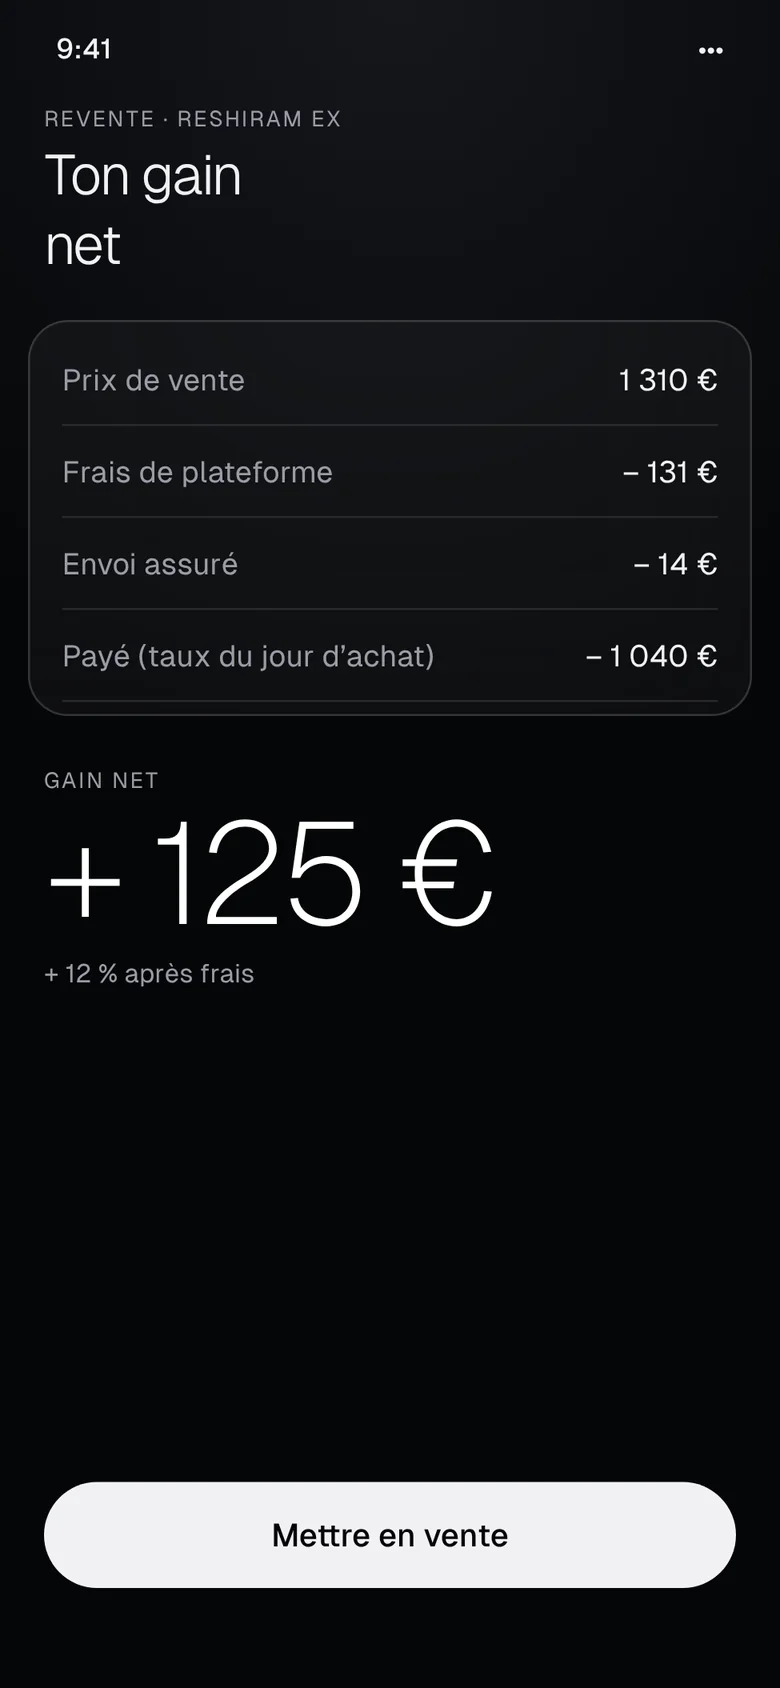 9:41
REVENTE · RESHIRAM EX
Ton gain
net
Prix de vente 1 310 €
Frais de plateforme – 131 €
Envoi assuré – 14 €
Payé (taux du jour d’achat) – 1 040 €
GAIN NET
+ 125 €
+ 12 % après frais
Mettre en vente